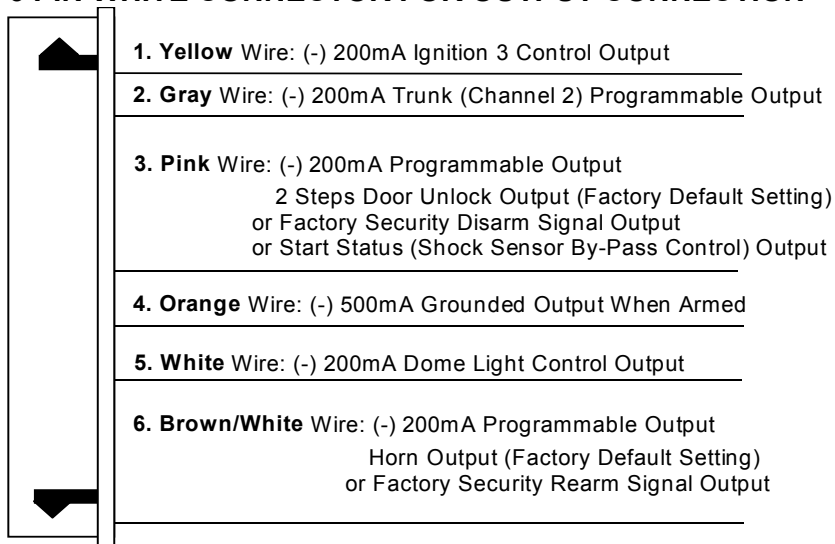 1. Yellow Wire: (-) 200mA Ignition 3 Control Output
2. Gray Wire: (-) 200mA Trunk (Channel 2) Programmable Output
3. Pink Wire: (-) 200mA Programmable Output
2 Steps Door Unlock Output (Factory Default Setting)
or Factory Security Disarm Signal Output
or Start Status (Shock Sensor By-Pass Control) Output
4. Orange Wire: (-) 500mA Grounded Output When Armed
5. White Wire: (-) 200mA Dome Light Control Output
6. Brown/White Wire: (-) 200mA Programmable Output
Horn Output (Factory Default Setting)
or Factory Security Rearm Signal Output